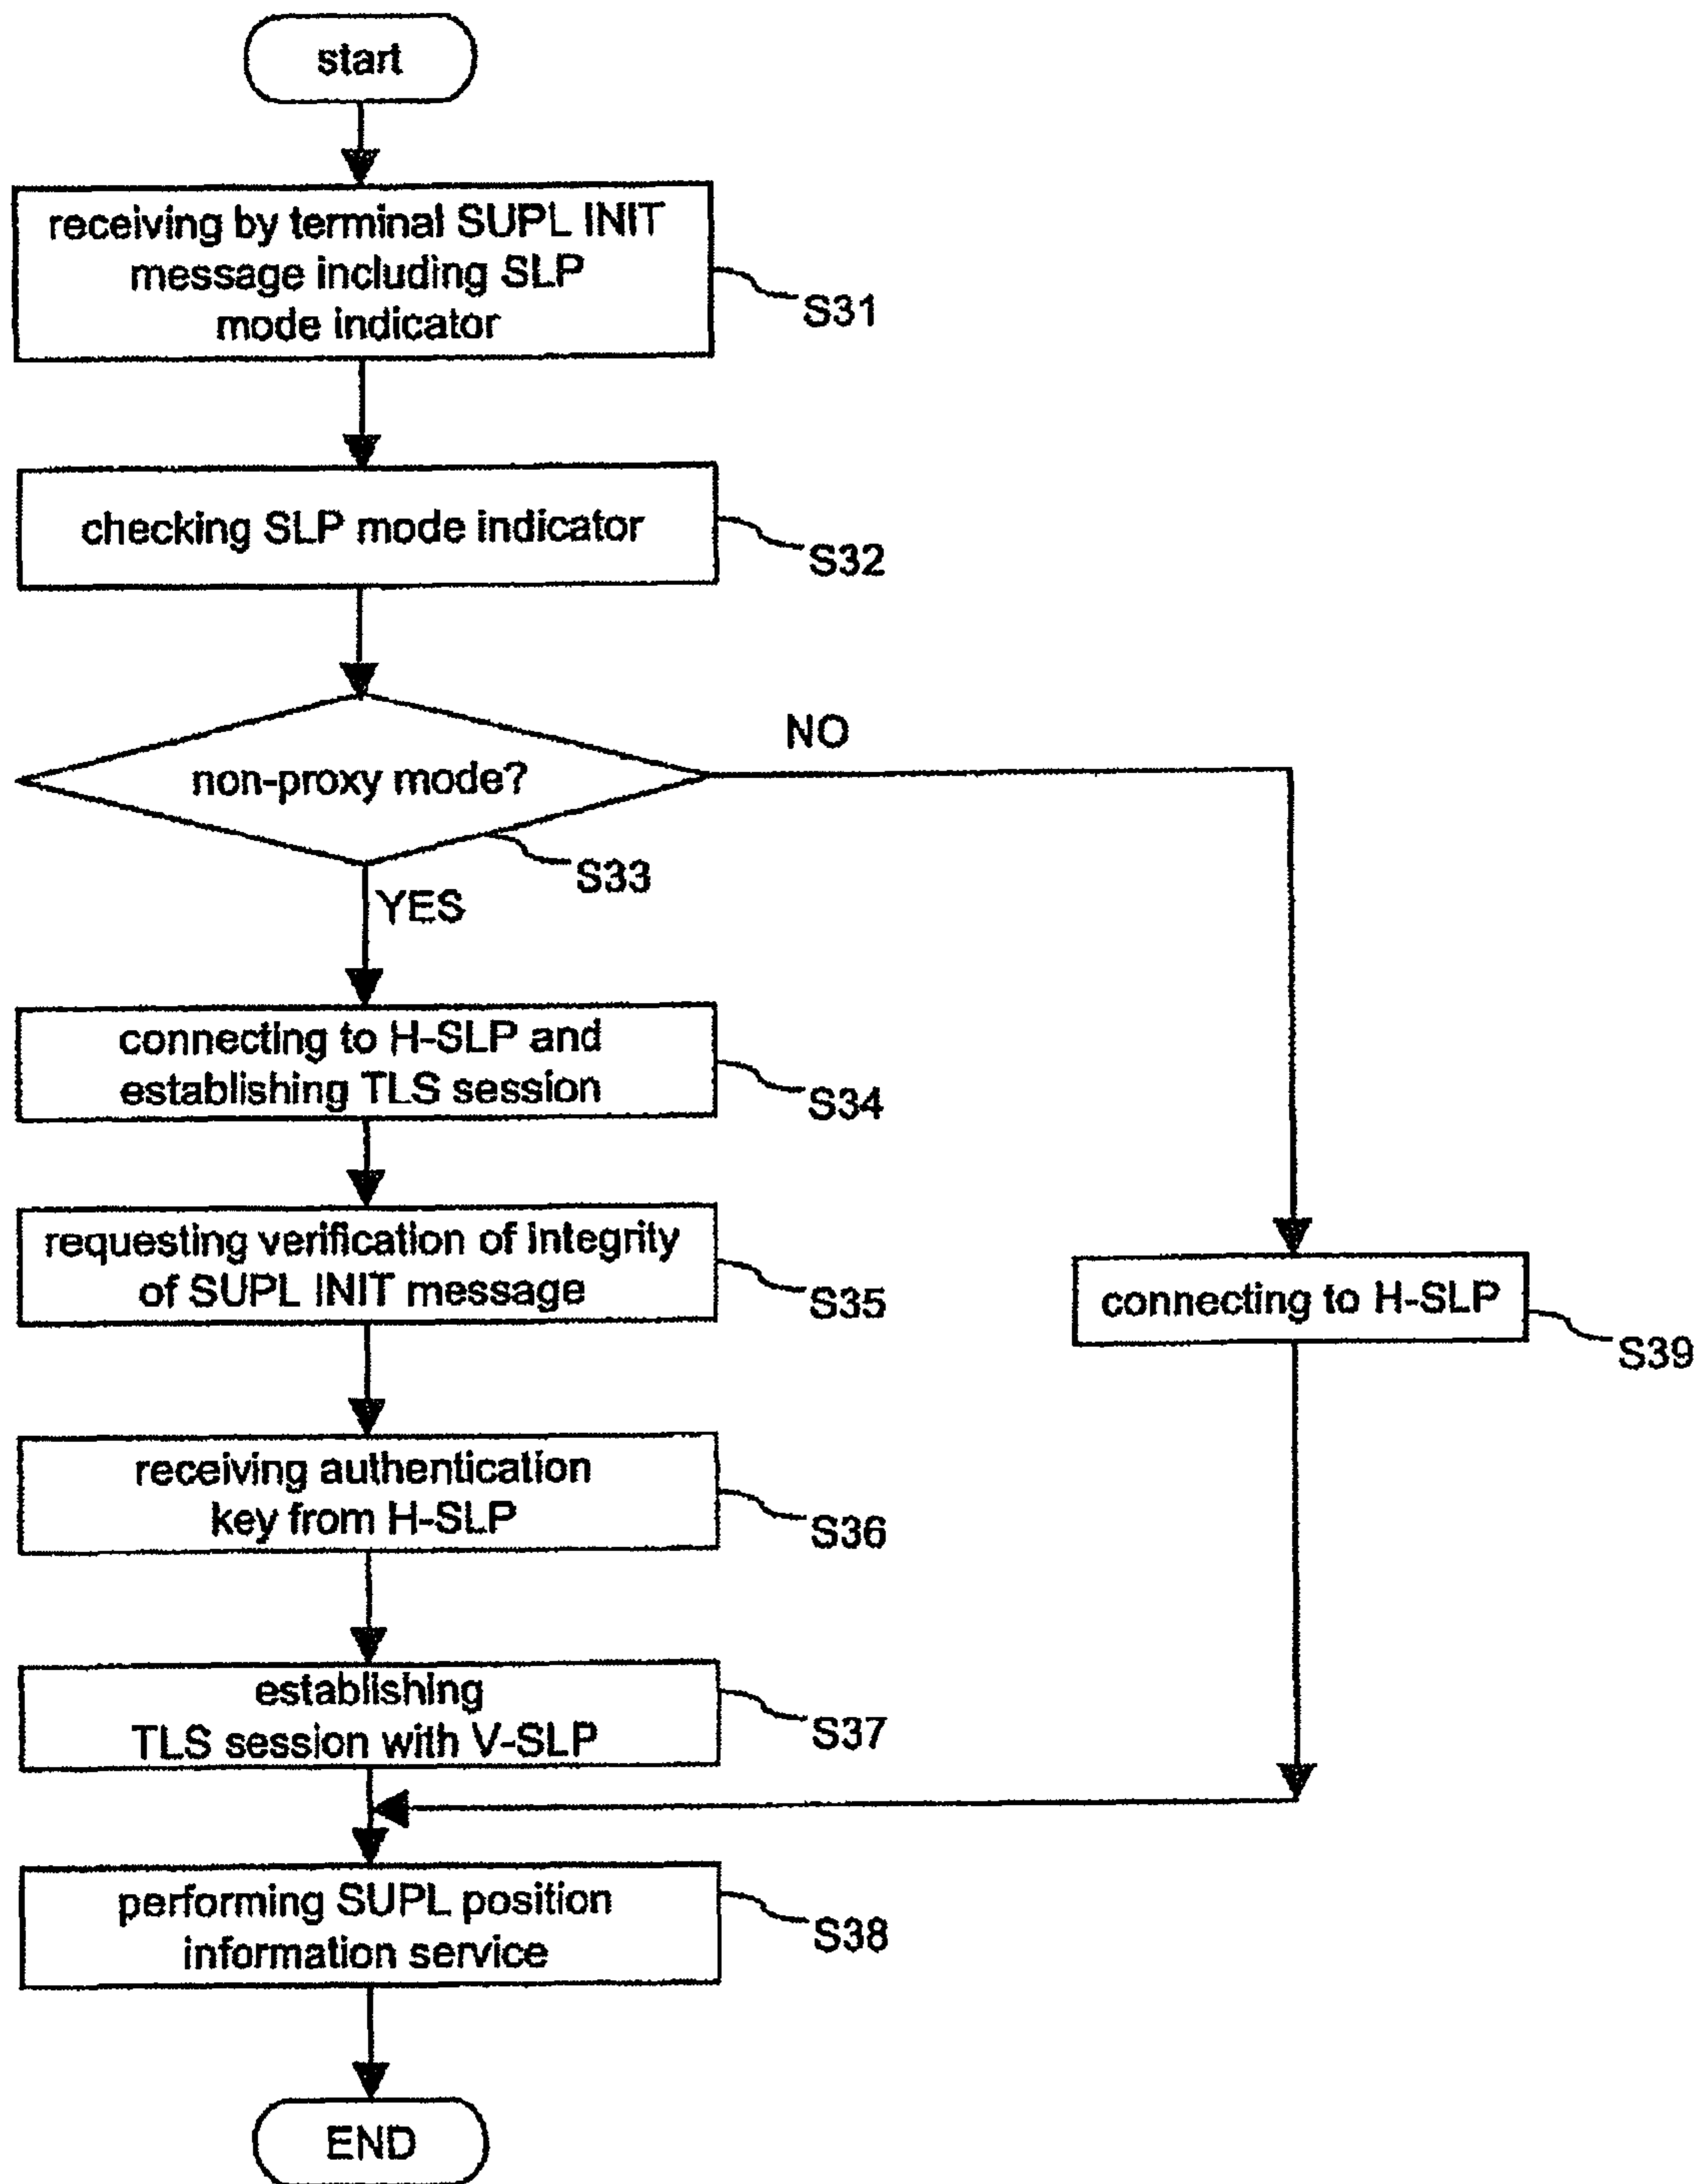 start
receiving by terminal SUPL INIT
message including SLP
mode indicator
S31
checking SLP mode indicator
S32
NO
non-proxy mode?
S33
YES
connecting to H-SLP and
establishing TLS session
S34
requesting verification of integrity
of SUPL INIT message
S35
connecting to H-SLP
S39
receiving authentication
key from H-SLP
S36
establishing
TLS session with V-SLP
S37
performing SUPL position
information service
S38
END